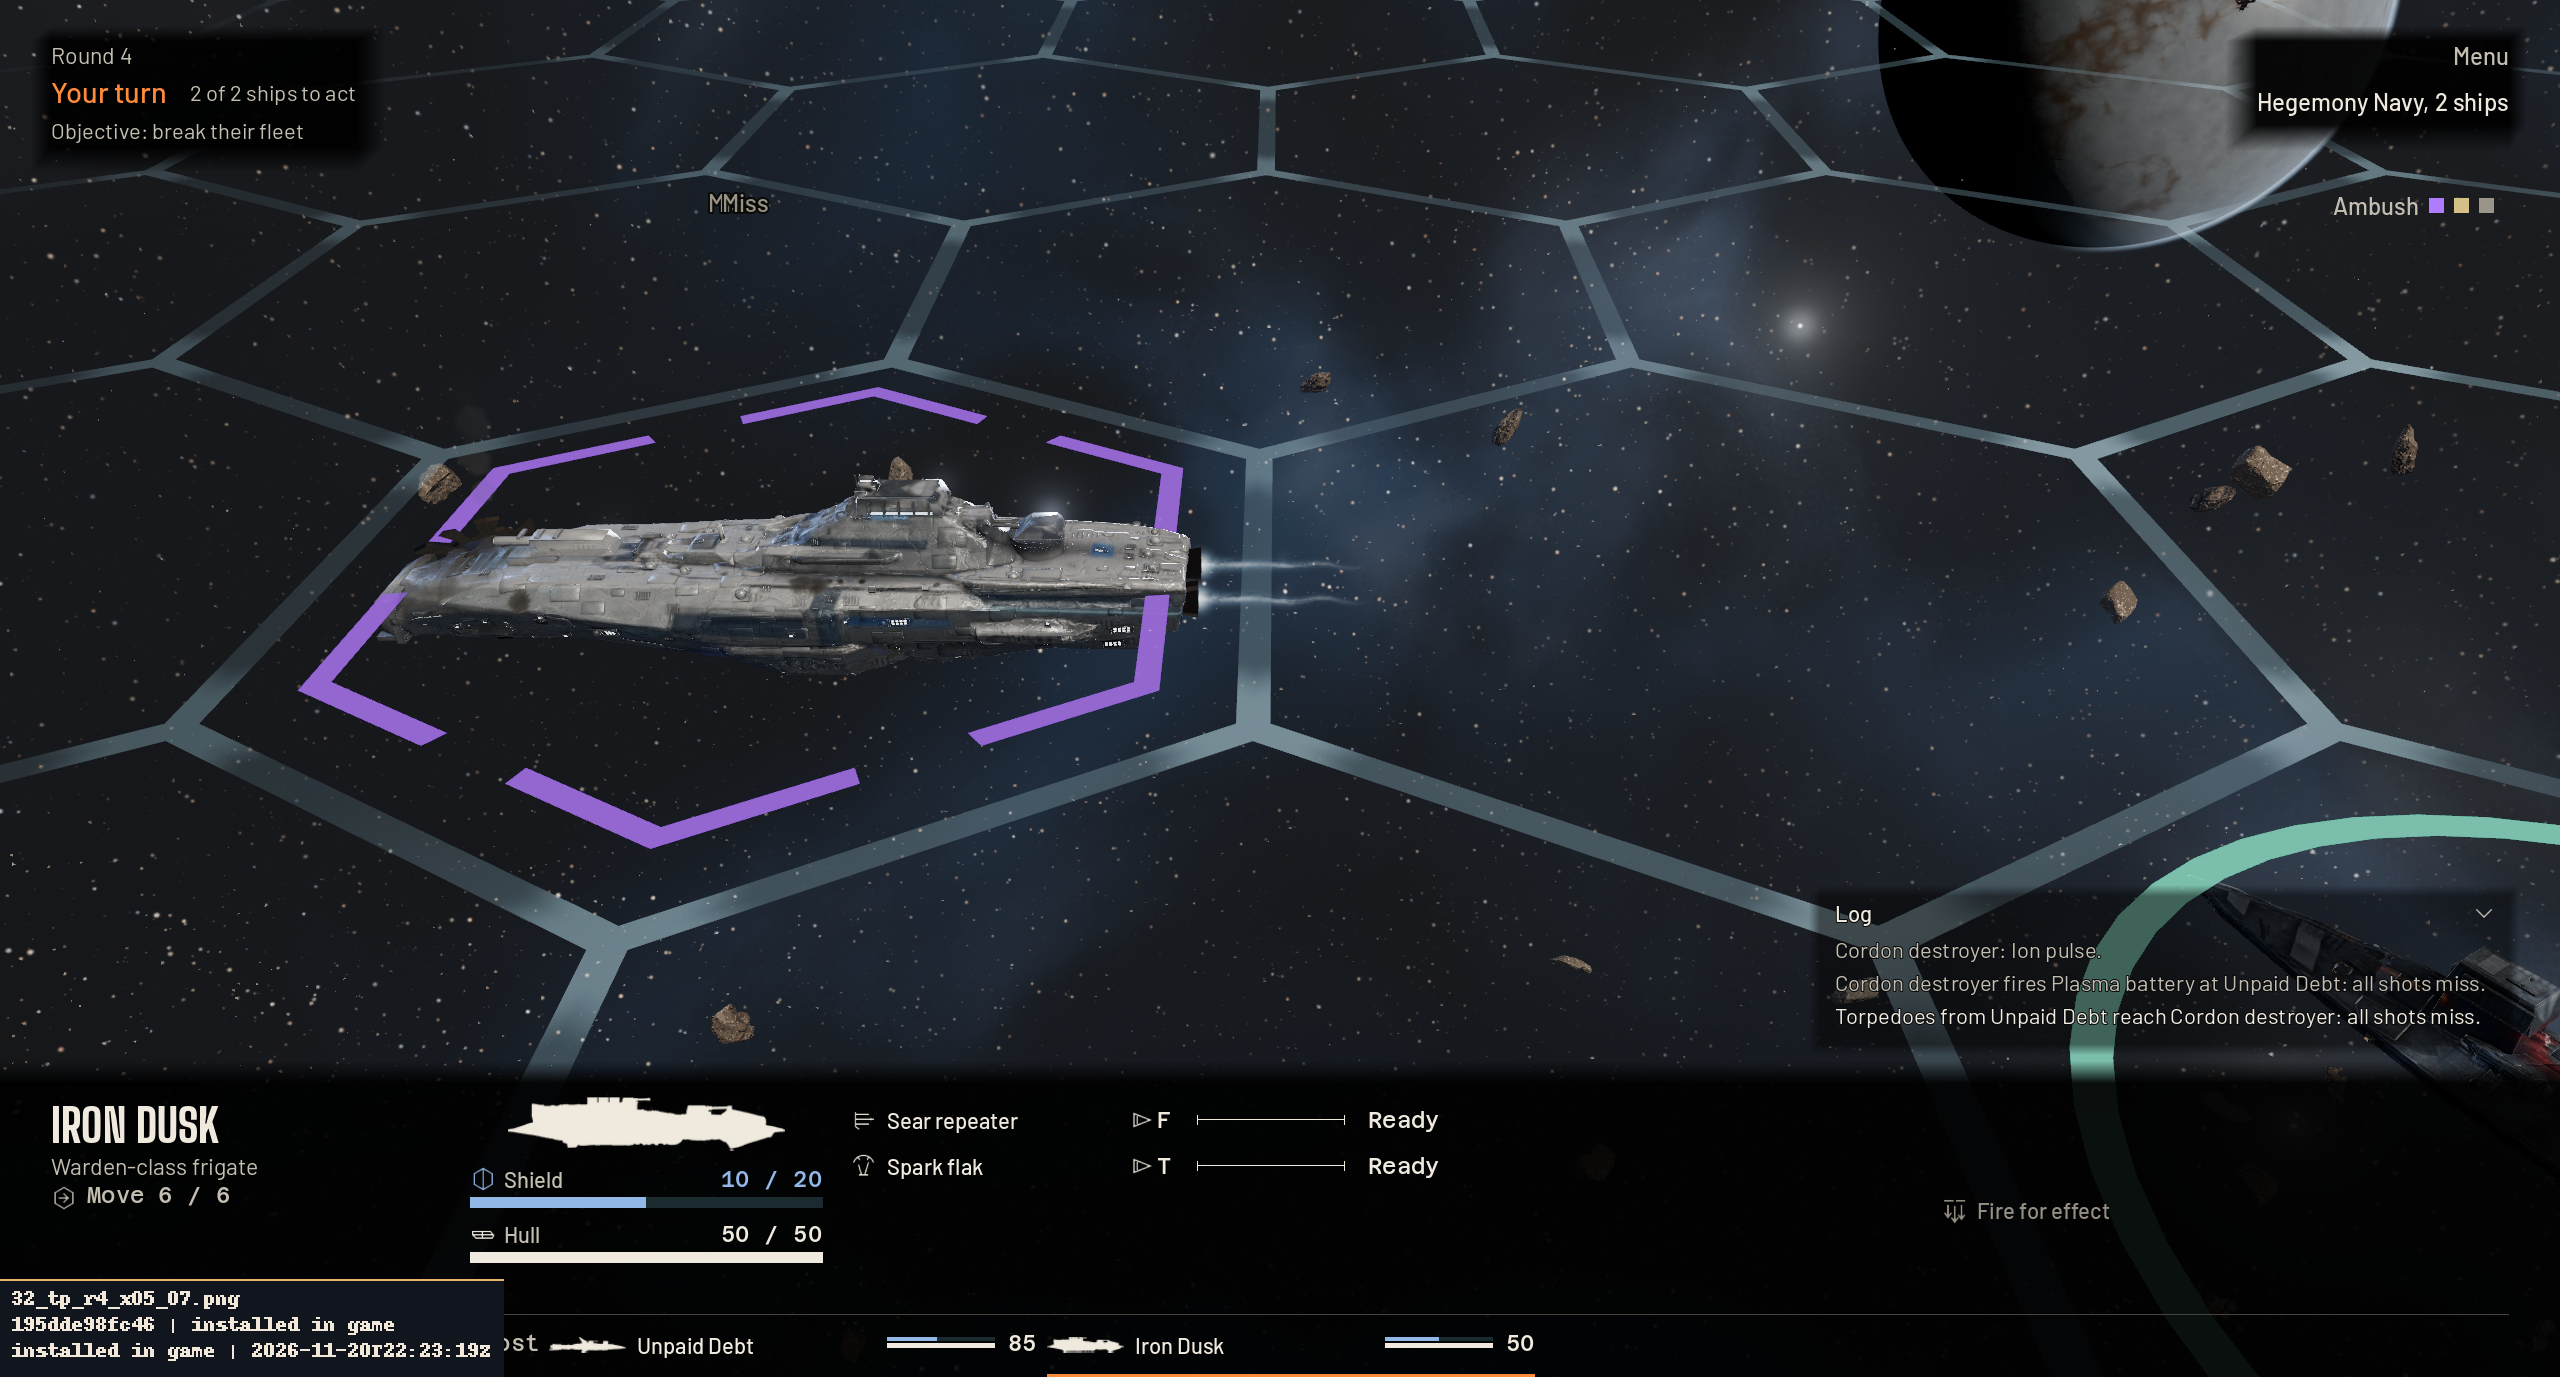 Round 4
Your turn 2 of 2 ships to act
Objective: break their fleet
Menu
Hegemony Navy, 2 ships
Ambush
Miss
Log
Cordon destroyer: Ion pulse.
Cordon destroyer fires Plasma battery at Unpaid Debt: all shots miss.
Torpedoes from Unpaid Debt reach Cordon destroyer: all shots miss.
IRON DUSK
Warden-class frigate
Move 6 / 6
Shield 10 / 20
Hull 50 / 50
Sear repeater F Ready
Spark flak T Ready
Fire for effect
32_tp_r4_x05_07.png
195dde98fc46 | installed in game
installed in game | 2026-11-20T22:23:19Z
Unpaid Debt 85 Iron Dusk 50